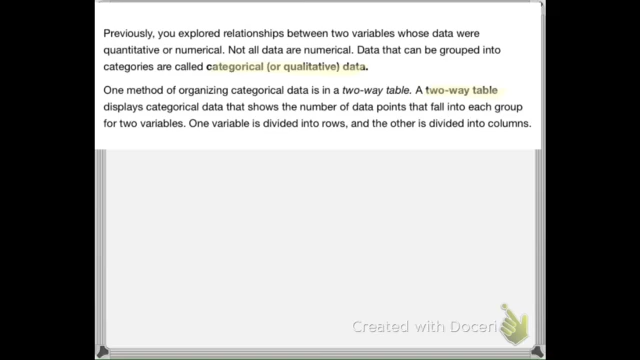 Previously, you explored relationships between two variables whose data were
quantitative or numerical. Not all data are numerical. Data that can be grouped into
categories are called categorical (or qualitative) data.
One method of organizing categorical data is in a two-way table. A two-way table
displays categorical data that shows the number of data points that fall into each group
for two variables. One variable is divided into rows, and the other is divided into columns.
Created with Doceri